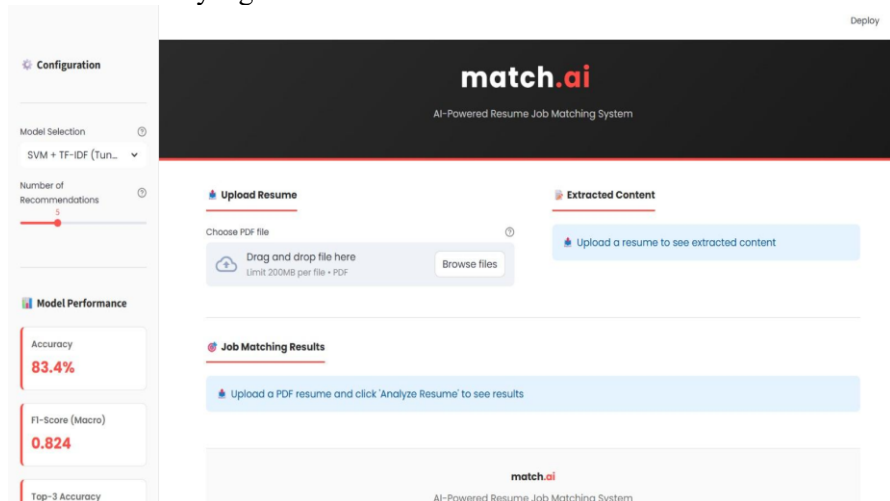 Deploy
Configuration
Model Selection
SVM + TF-IDF (Tun...
Number of
Recommendations
5
Model Performance
Accuracy
83.4%
F1-Score (Macro)
0.824
Top-3 Accuracy
match.ai
AI-Powered Resume Job Matching System
Upload Resume
Choose PDF file
Drag and drop file here
Limit 200MB per file • PDF
Browse files
Extracted Content
Upload a resume to see extracted content
Job Matching Results
Upload a PDF resume and click 'Analyze Resume' to see results
match.ai
AI-Powered Resume Job Matching System